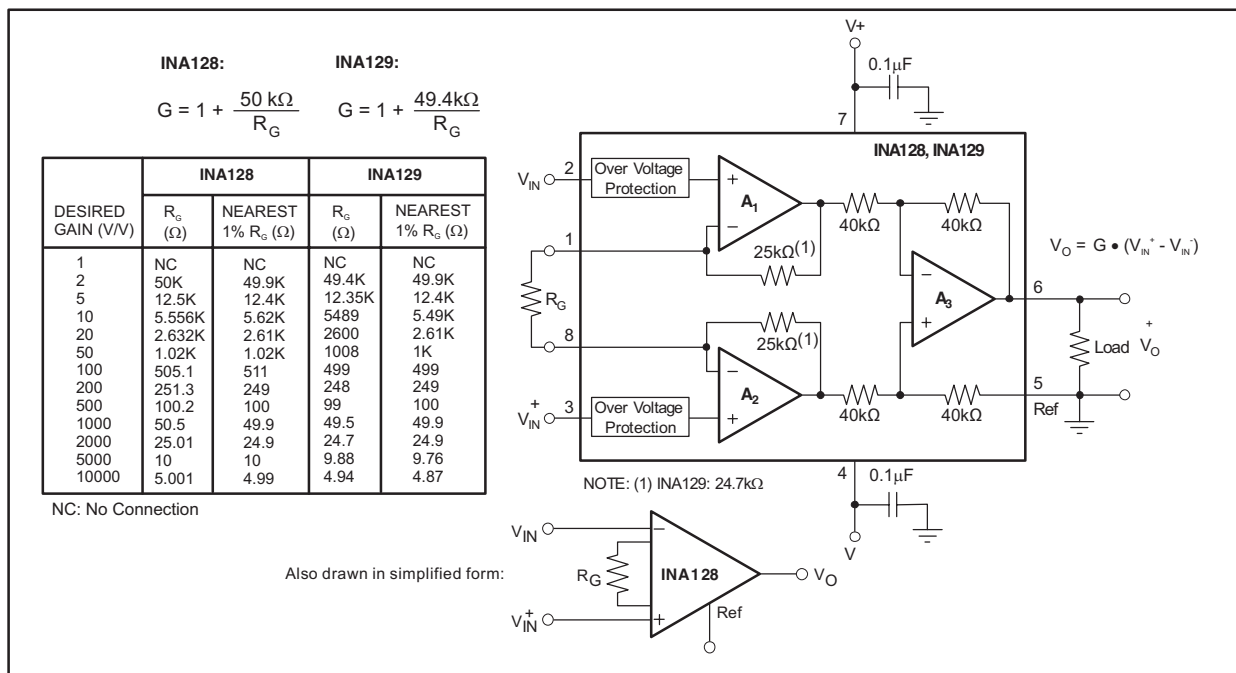 INA128:
INA129:
G = 1 + 50 kΩ / R_G
G = 1 + 49.4kΩ / R_G
INA128 INA129
DESIRED GAIN (V/V) R_G (Ω) NEAREST 1% R_G (Ω) R_G (Ω) NEAREST 1% R_G (Ω)
1 NC NC NC NC
2 50K 49.9K 49.4K 49.9K
5 12.5K 12.4K 12.35K 12.4K
10 5.556K 5.62K 5489 5.49K
20 2.632K 2.61K 2600 2.61K
50 1.02K 1.02K 1008 1K
100 505.1 511 499 499
200 251.3 249 248 249
500 100.2 100 99 100
1000 50.5 49.9 49.5 49.9
2000 25.01 24.9 24.7 24.9
5000 10 10 9.88 9.76
10000 5.001 4.99 4.94 4.87
NC: No Connection
V+
0.1µF
7
INA128, INA129
V_IN
2
Over Voltage
Protection
+
A1
−
40kΩ
40kΩ
1
25kΩ(1)
R_G
V_O = G • (V_IN^+ - V_IN^-)
−
A3
+
6
8
25kΩ(1)
Load
+
V_O
−
A2
+
V_IN^+
3
Over Voltage
Protection
40kΩ
40kΩ
5
Ref
4
0.1µF
V
NOTE: (1) INA129: 24.7kΩ
Also drawn in simplified form:
V_IN
−
R_G
INA128
V_O
V_IN^+
+
Ref